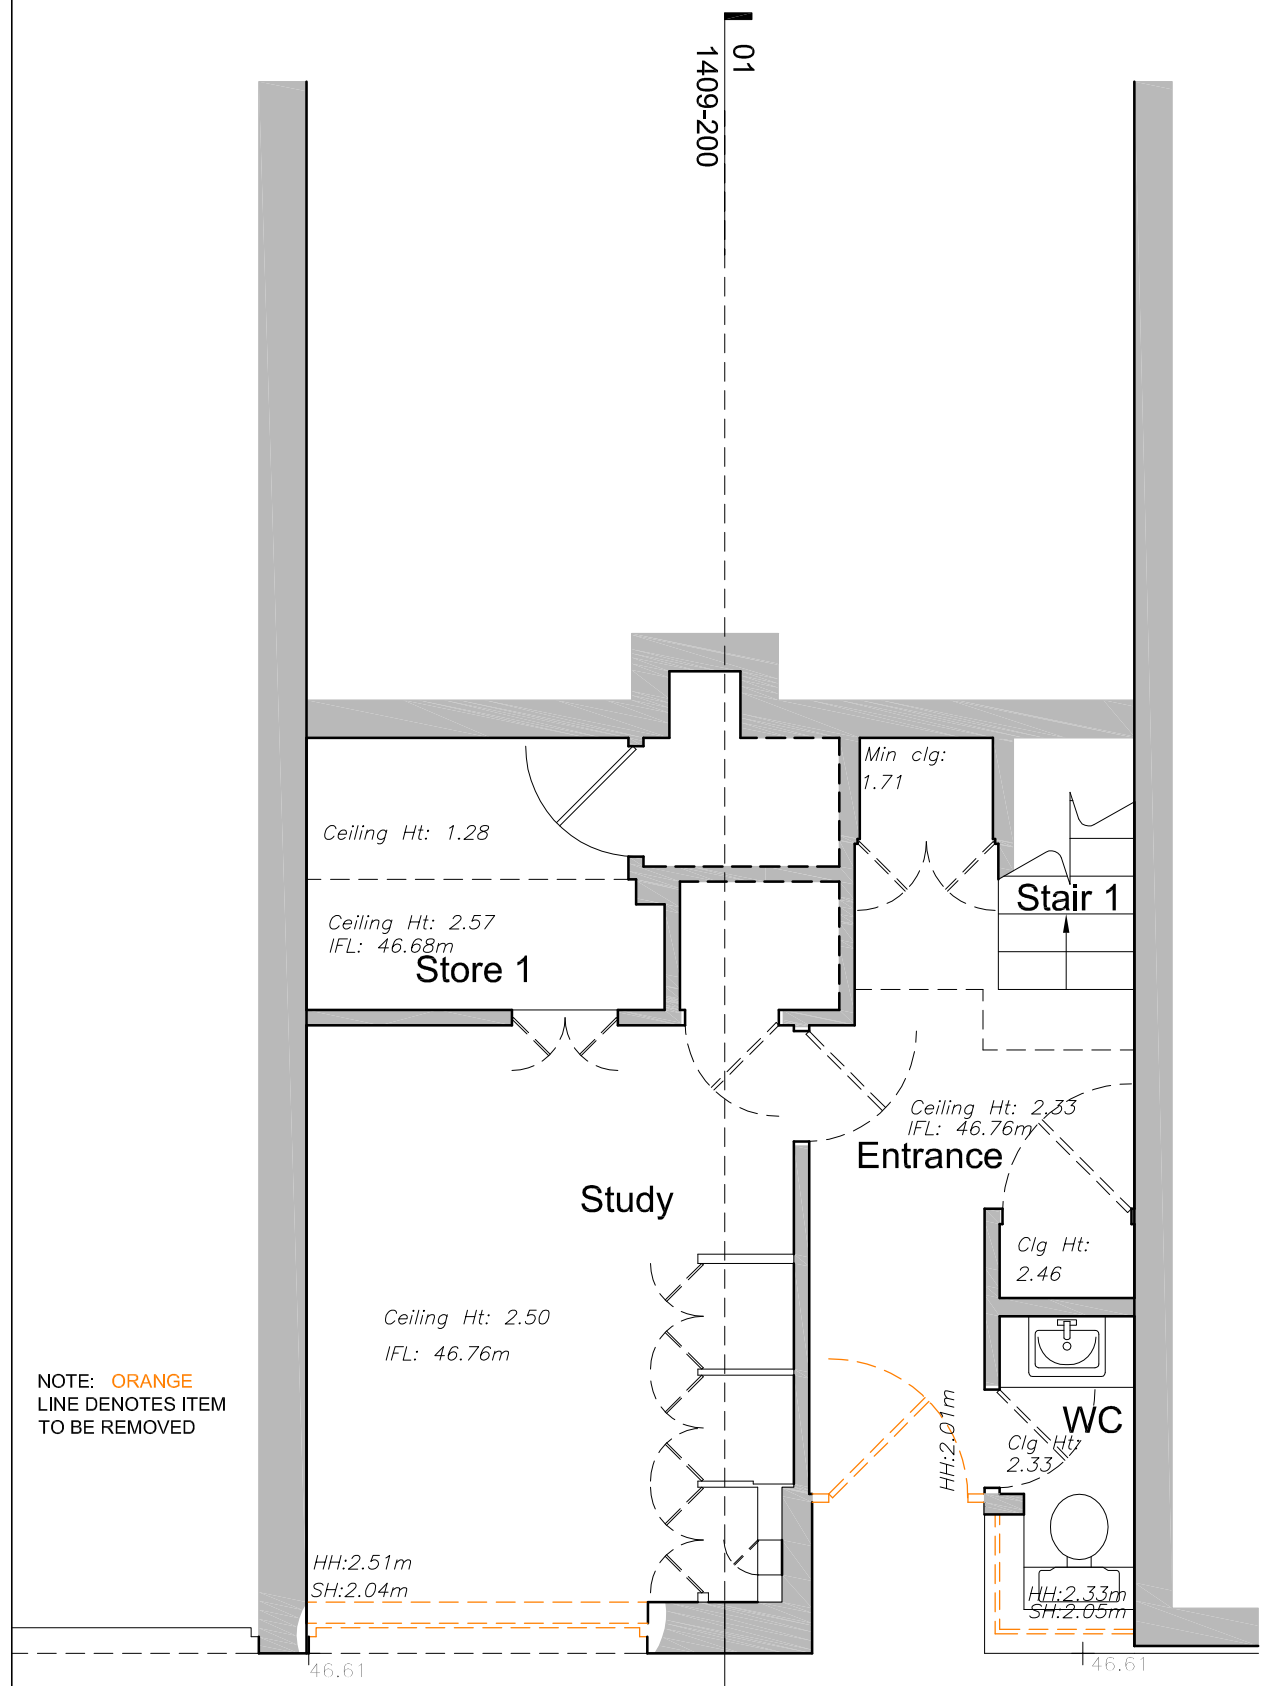 01
1409-200
Min clg:
1.71
Ceiling Ht: 1.28
Stair 1
Ceiling Ht: 2.57
IFL: 46.68m
Store 1
Ceiling Ht: 2.33
IFL: 46.76m
Entrance
Study
Clg Ht:
2.46
Ceiling Ht: 2.50
IFL: 46.76m
NOTE: ORANGE
LINE DENOTES ITEM
TO BE REMOVED
HH:2.01m
WC
Clg Ht:
2.33
HH:2.51m
SH:2.04m
HH:2.33m
SH:2.05m
46.61
46.61